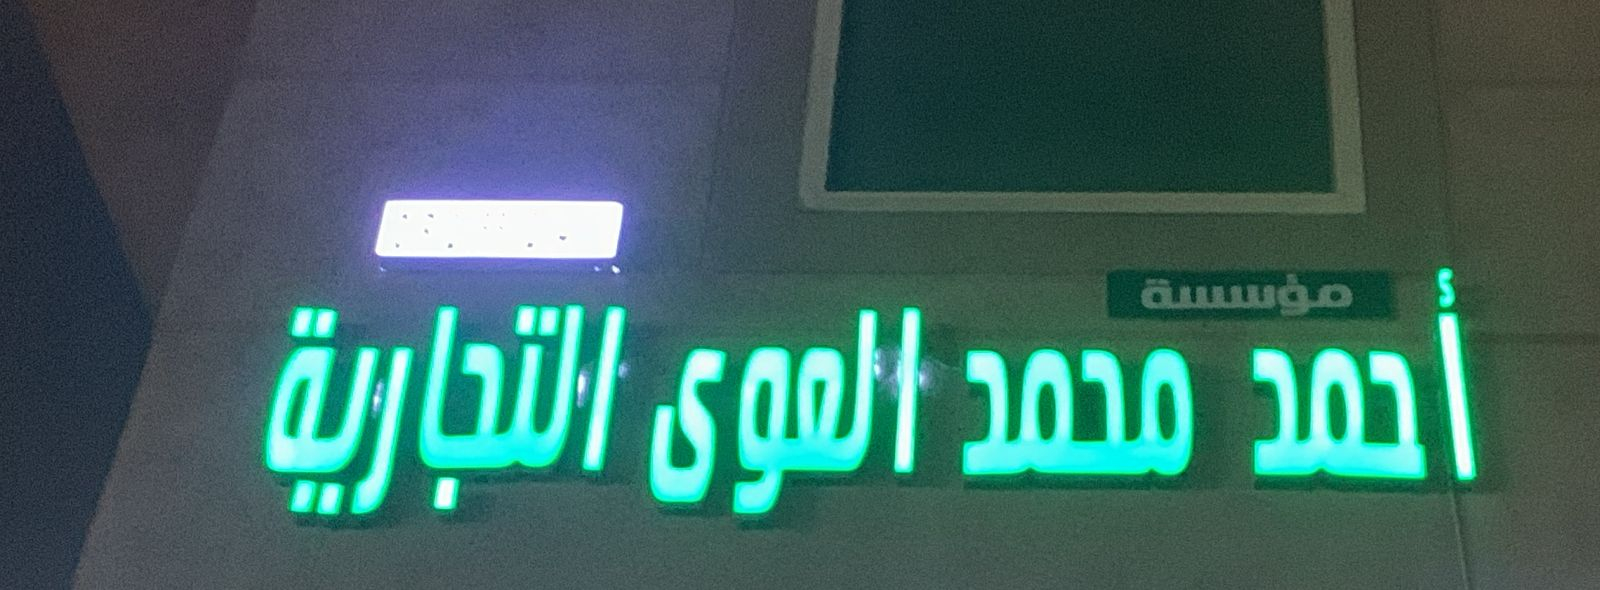 مؤسسة
أحمد محمد العوى التجارية